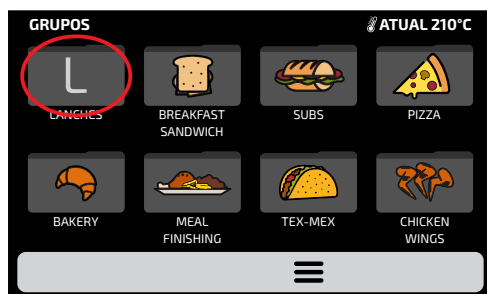 GRUPOS
ATUAL 210°C
L
LANCHES
BREAKFAST
SANDWICH
SUBS
PIZZA
BAKERY
MEAL
FINISHING
TEX-MEX
CHICKEN
WINGS